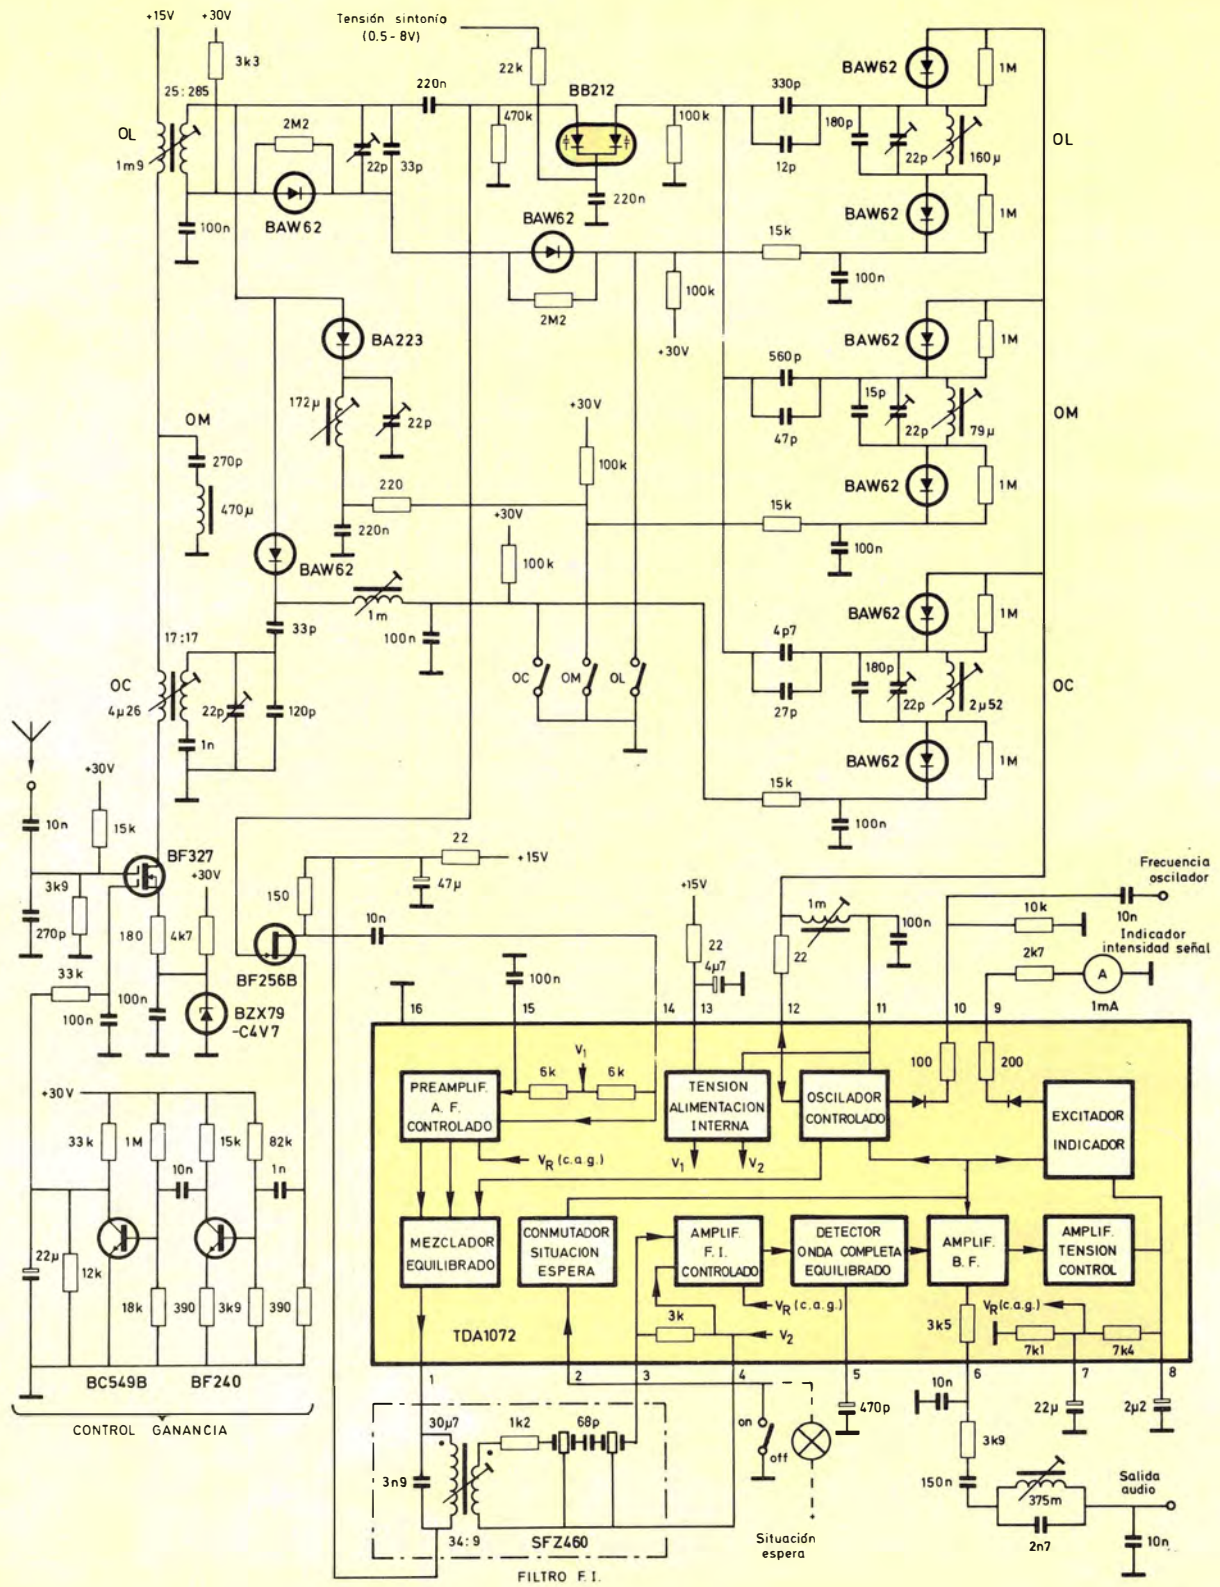 +15V
+30V
Tensión sintonía
(0.5-8V)
3k3
22k
220n
BB212
BAW62
1M
25:285
330p
OL
2M2
470k
100k
180p
OL
1m9
22p
33p
12p
22p
160µ
220n
BAW62
100n
BAW62
BAW62
1M
15k
100k
100n
2M2
BA223
+30V
BAW62
1M
560p
172µ
+30V
15p
OM
OM
22p
47p
22p
79µ
270p
100k
470µ
220
BAW62
1M
15k
220n
+30V
100n
BAW62
100k
BAW62
1M
1m
33p
100n
4p7
17:17
180p
OC
OC
OM
OL
OC
4µ26
22p
120p
27p
22p
2µ52
1n
BAW62
1M
+30V
15k
10n
15k
100n
22
BF327
+15V
+30V
Frecuencia
oscilador
3k9
150
47µ
+15V
1m
10k
10n
270p
180
4k7
10n
100n
Indicador
intensidad señal
22
22
2k7
33k
BF256B
4µ7
A
100n
100n
BZX79
-C4V7
100n
1mA
16
15
14
13
12
11
10
9
V1
100
200
+30V
6k
6k
PREAMPLIF.
A. F.
CONTROLADO
TENSION
ALIMENTACION
INTERNA
OSCILADOR
CONTROLADO
EXCITADOR
INDICADOR
33k
1M
15k
82k
10n
1n
VR (c.a.g.)
V1
V2
22µ
12k
MEZCLADOR
EQUILIBRADO
CONMUTADOR
SITUACION
ESPERA
AMPLIF.
F. I.
CONTROLADO
DETECTOR
ONDA COMPLETA
EQUILIBRADO
AMPLIF.
B. F.
AMPLIF.
TENSION
CONTROL
18k
390
3k9
390
VR (c.a.g.)
VR (c.a.g.)
3k
3k5
TDA1072
V2
7k1
7k4
BC549B
BF240
1
2
3
4
5
6
7
8
CONTROL GANANCIA
10n
30µ7
1k2
68p
on
off
470p
22µ
2µ2
3k9
3n9
150n
375m
Salida
audio
34:9
SFZ460
Situación
espera
2n7
10n
FILTRO F. I.